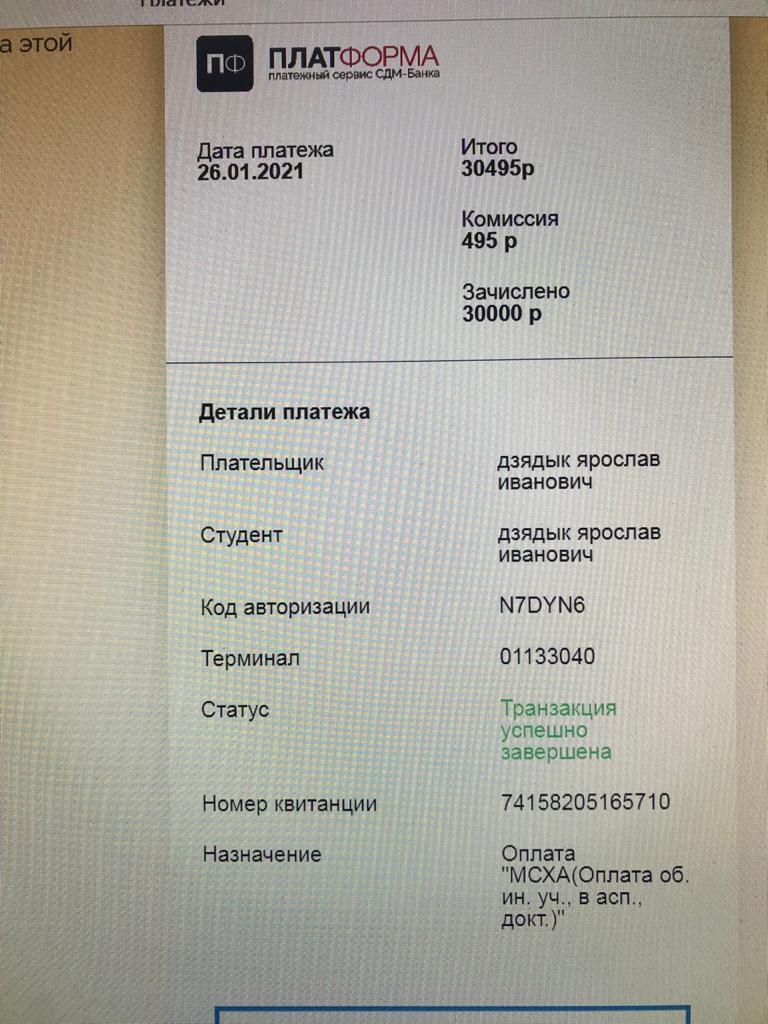 Платежи
а этой
ПФ ПЛАТФОРМА
платежный сервис СДМ-Банка
Дата платежа
26.01.2021
Итого
30495р
Комиссия
495 р
Зачислено
30000 р
Детали платежа
Плательщик
дзядык ярослав
иванович
Студент
дзядык ярослав
иванович
Код авторизации
N7DYN6
Терминал
01133040
Статус
Транзакция
успешно
завершена
Номер квитанции
74158205165710
Назначение
Оплата
"МСХА(Оплата об.
ин. уч., в асп.,
докт.)"